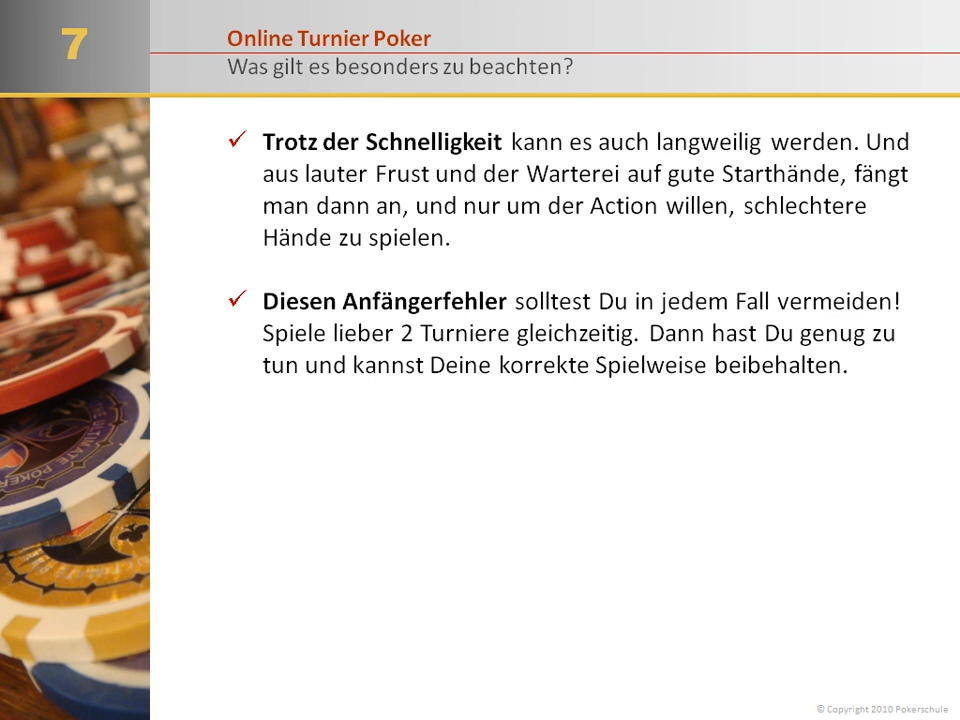 7
Online Turnier Poker
Was gilt es besonders zu beachten?
Trotz der Schnelligkeit kann es auch langweilig werden. Und
aus lauter Frust und der Warterei auf gute Starthände, fängt
man dann an, und nur um der Action willen, schlechtere
Hände zu spielen.
Diesen Anfängerfehler solltest Du in jedem Fall vermeiden!
Spiele lieber 2 Turniere gleichzeitig. Dann hast Du genug zu
tun und kannst Deine korrekte Spielweise beibehalten.
ULTIMATE POKER
© Copyright 2010 Pokerschule